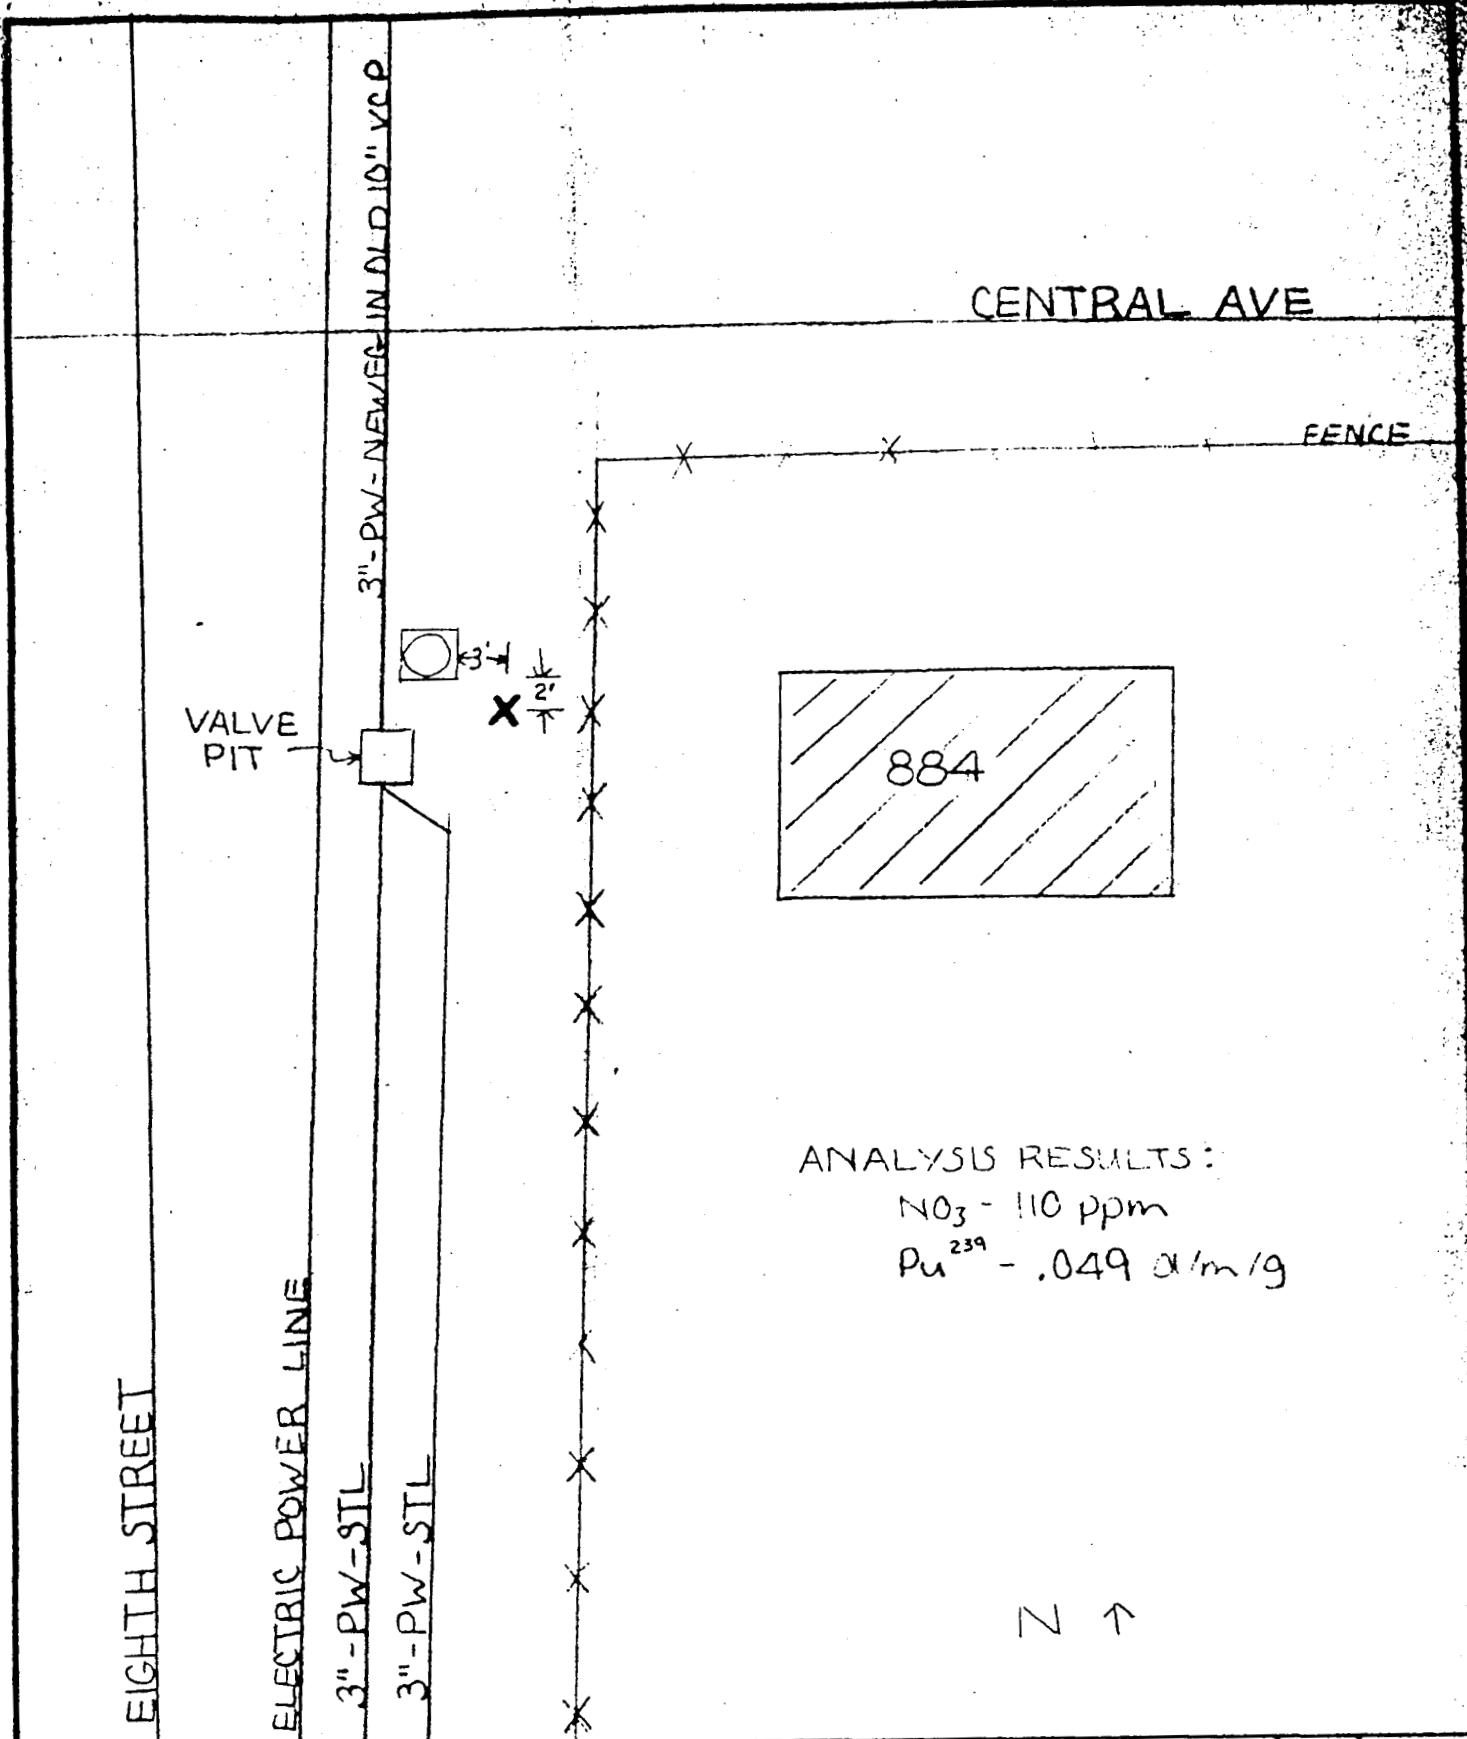 3"-PW-NEWFG IN OLD 10" VCP
CENTRAL AVE
FENCE
3'
2'
X
VALVE
PIT
884
ANALYSIS RESULTS:
NO₃ - 110 ppm
Pu²³⁹ - .049 d/m/g
EIGHTH STREET
ELECTRIC POWER LINE
3"-PW-STL
3"-PW-STL
N ↑